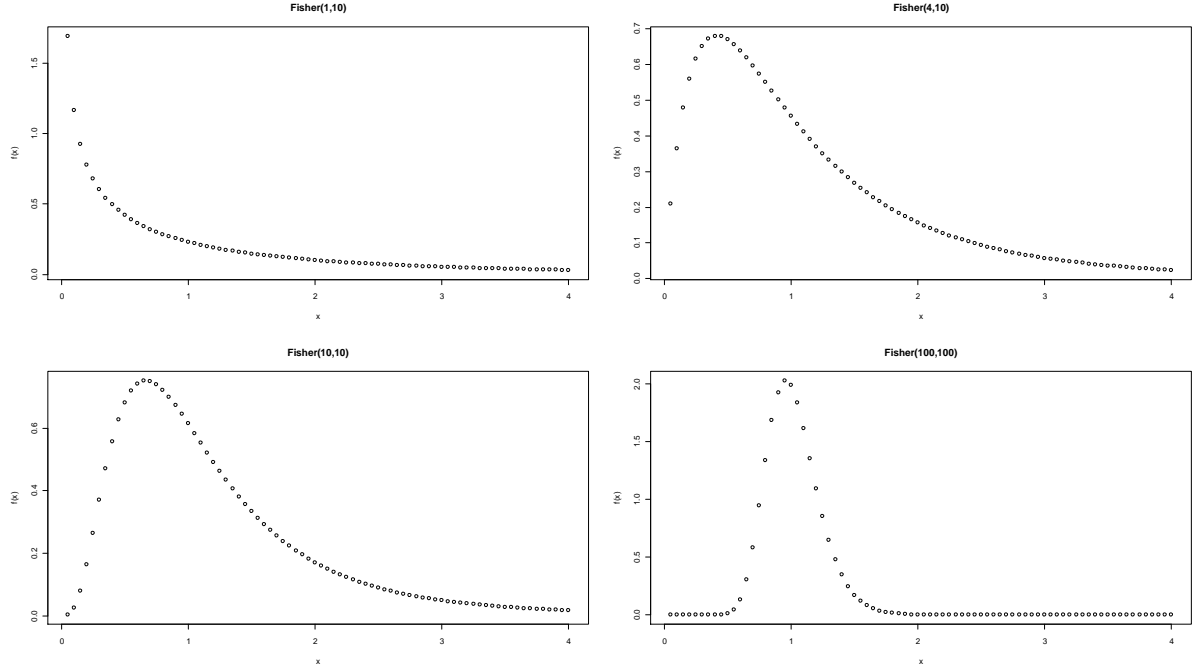 Fisher(1,10)
f(x)
0.0 0.5 1.0 1.5
0 1 2 3 4
x
Fisher(4,10)
f(x)
0.0 0.1 0.2 0.3 0.4 0.5 0.6 0.7
0 1 2 3 4
x
Fisher(10,10)
f(x)
0.0 0.2 0.4 0.6
0 1 2 3 4
x
Fisher(100,100)
f(x)
0.0 0.5 1.0 1.5 2.0
0 1 2 3 4
x